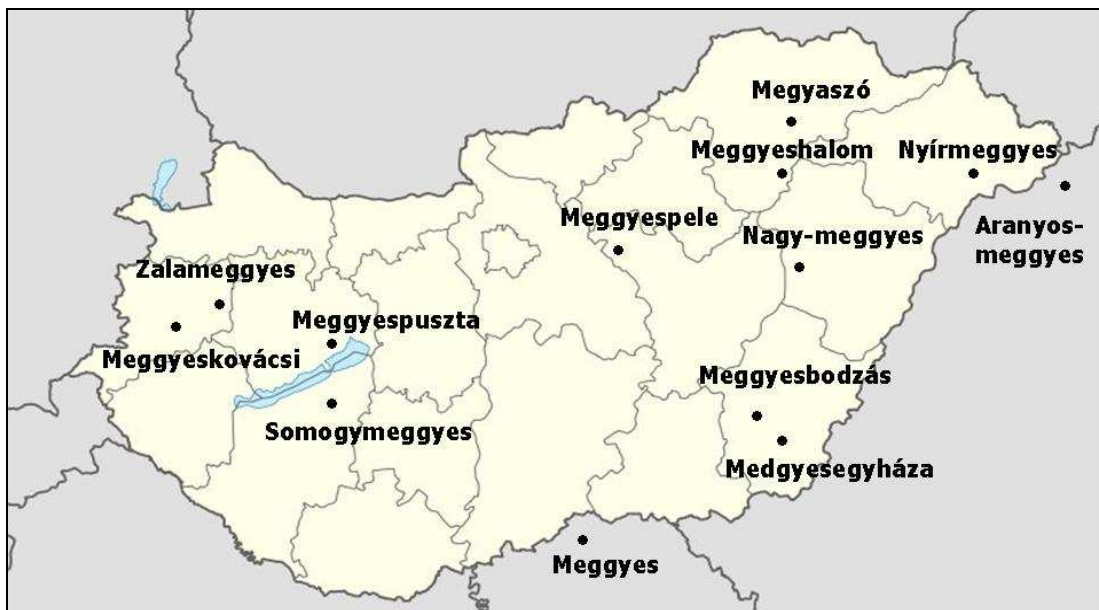 Megyaszó
Meggyeshalom
Nyírmeggyes
Meggyespele
Nagy-meggyes
Aranyos-
meggyes
Zalameggyes
Meggyespuszta
Meggyeskovácsi
Meggyesbodzás
Somogymeggyes
Medgyesegyháza
Meggyes